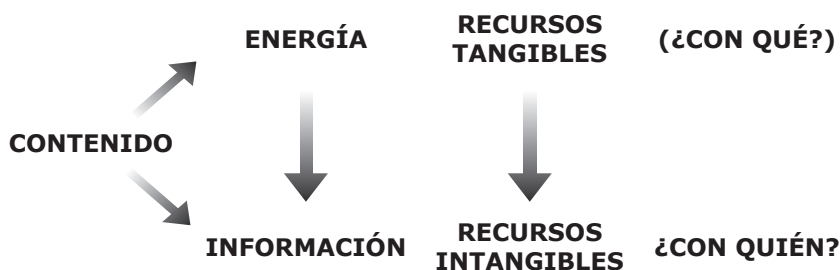 ENERGÍA
RECURSOS
TANGIBLES
(¿CON QUÉ?)
CONTENIDO
INFORMACIÓN
RECURSOS
INTANGIBLES
¿CON QUIÉN?